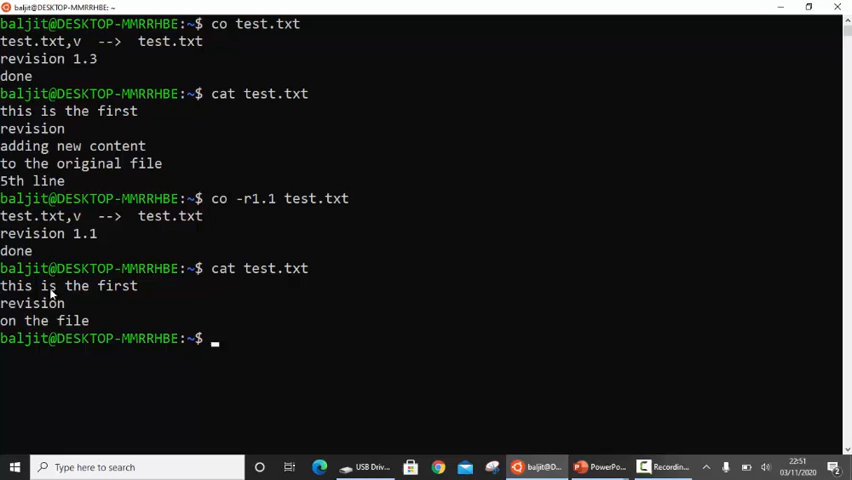 baljit@DESKTOP-MMRRHBE: ~
baljit@DESKTOP-MMRRHBE:~$ co test.txt
test.txt,v  -->  test.txt
revision 1.3
done
baljit@DESKTOP-MMRRHBE:~$ cat test.txt
this is the first
revision
adding new content
to the original file
5th line
baljit@DESKTOP-MMRRHBE:~$ co -r1.1 test.txt
test.txt,v  -->  test.txt
revision 1.1
done
baljit@DESKTOP-MMRRHBE:~$ cat test.txt
this is the first
revision
on the file
baljit@DESKTOP-MMRRHBE:~$
Type here to search
USB Driv...
baljit@D...
PowerPo...
Recordin...
22:51
03/11/2020
2